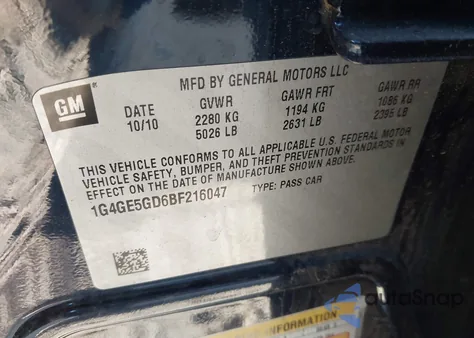 MFD BY GENERAL MOTORS LLC
GM
DATE GVWR GAWR FRT GAWR RR
10/10 2280 KG 1194 KG 1086 KG
5026 LB 2631 LB 2395 LB
THIS VEHICLE CONFORMS TO ALL APPLICABLE U.S. FEDERAL MOTOR
VEHICLE SAFETY, BUMPER, AND THEFT PREVENTION STANDARDS IN
EFFECT ON THE DATE OF MANUFACTURE SHOWN ABOVE.
1G4GE5GD6BF216047 TYPE: PASS CAR
autoSnap
INFORMATION